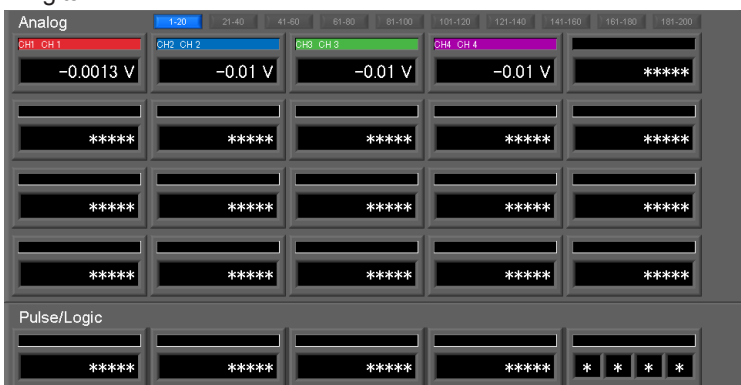 Analog 1-20 21-40 41-60 61-80 81-100 101-120 121-140 141-160 161-180 181-200
CH1 CH 1 CH2 CH 2 CH3 CH 3 CH4 CH 4
-0.0013 V -0.01 V -0.01 V -0.01 V *****
***** ***** ***** ***** *****
***** ***** ***** ***** *****
***** ***** ***** ***** *****
Pulse/Logic
***** ***** ***** ***** * * * *